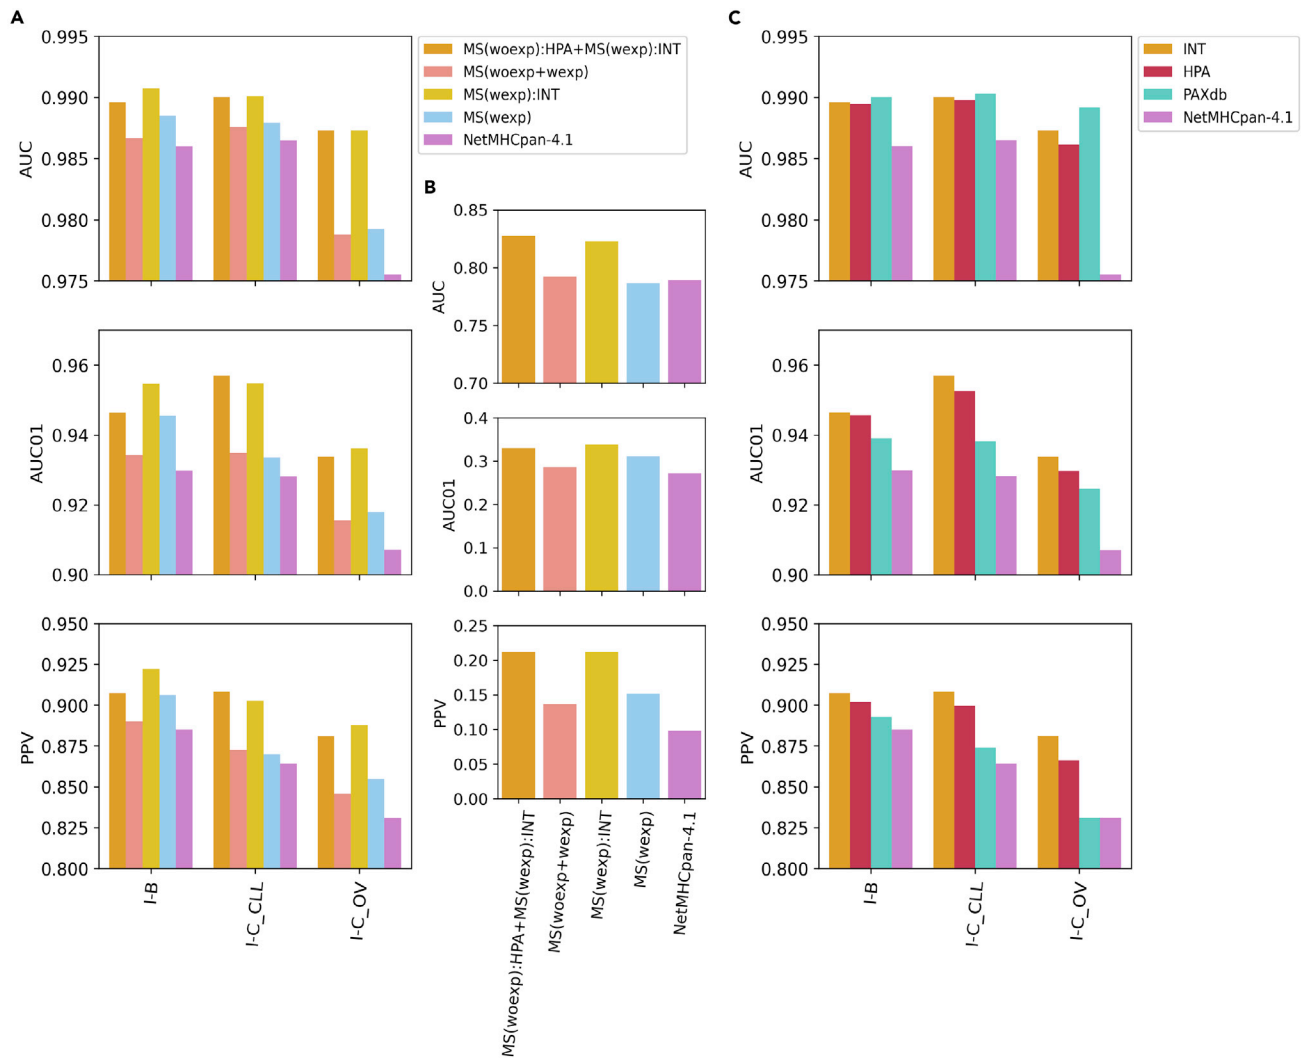 A
0.995
0.990
0.985
0.980
0.975
AUC
MS(woexp):HPA+MS(wexp):INT
MS(woexp+wexp)
MS(wexp):INT
MS(wexp)
NetMHCpan-4.1
0.96
0.94
0.92
0.90
AUC01
0.950
0.925
0.900
0.875
0.850
0.825
0.800
PPV
I-B
I-C_CLL
I-C_OV
B
0.85
0.80
0.75
0.70
AUC
0.4
0.3
0.2
0.1
0.0
AUC01
0.25
0.20
0.15
0.10
0.05
0.00
PPV
MS(woexp):HPA+MS(wexp):INT
MS(woexp+wexp)
MS(wexp):INT
MS(wexp)
NetMHCpan-4.1
C
0.995
0.990
0.985
0.980
0.975
AUC
INT
HPA
PAXdb
NetMHCpan-4.1
0.96
0.94
0.92
0.90
AUC01
0.950
0.925
0.900
0.875
0.850
0.825
0.800
PPV
I-B
I-C_CLL
I-C_OV